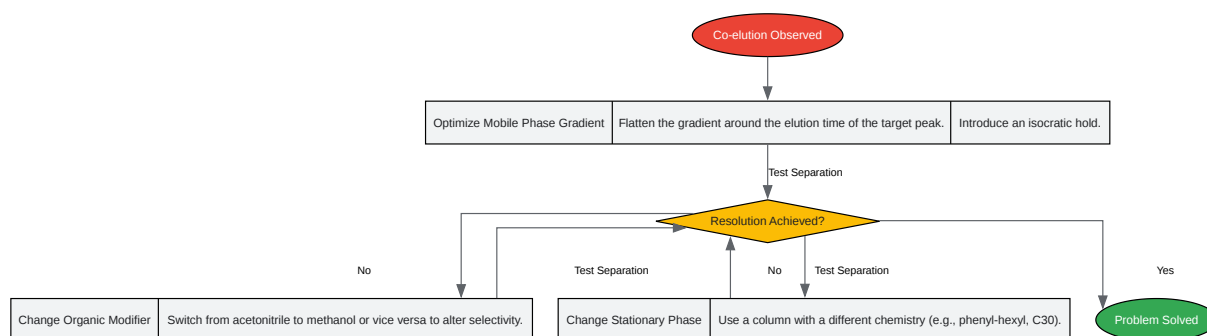 Co-elution Observed
Optimize Mobile Phase Gradient
Flatten the gradient around the elution time of the target peak.
Introduce an isocratic hold.
Test Separation
Resolution Achieved?
No
Test Separation
No
Test Separation
Yes
Change Organic Modifier
Switch from acetonitrile to methanol or vice versa to alter selectivity.
Change Stationary Phase
Use a column with a different chemistry (e.g., phenyl-hexyl, C30).
Problem Solved